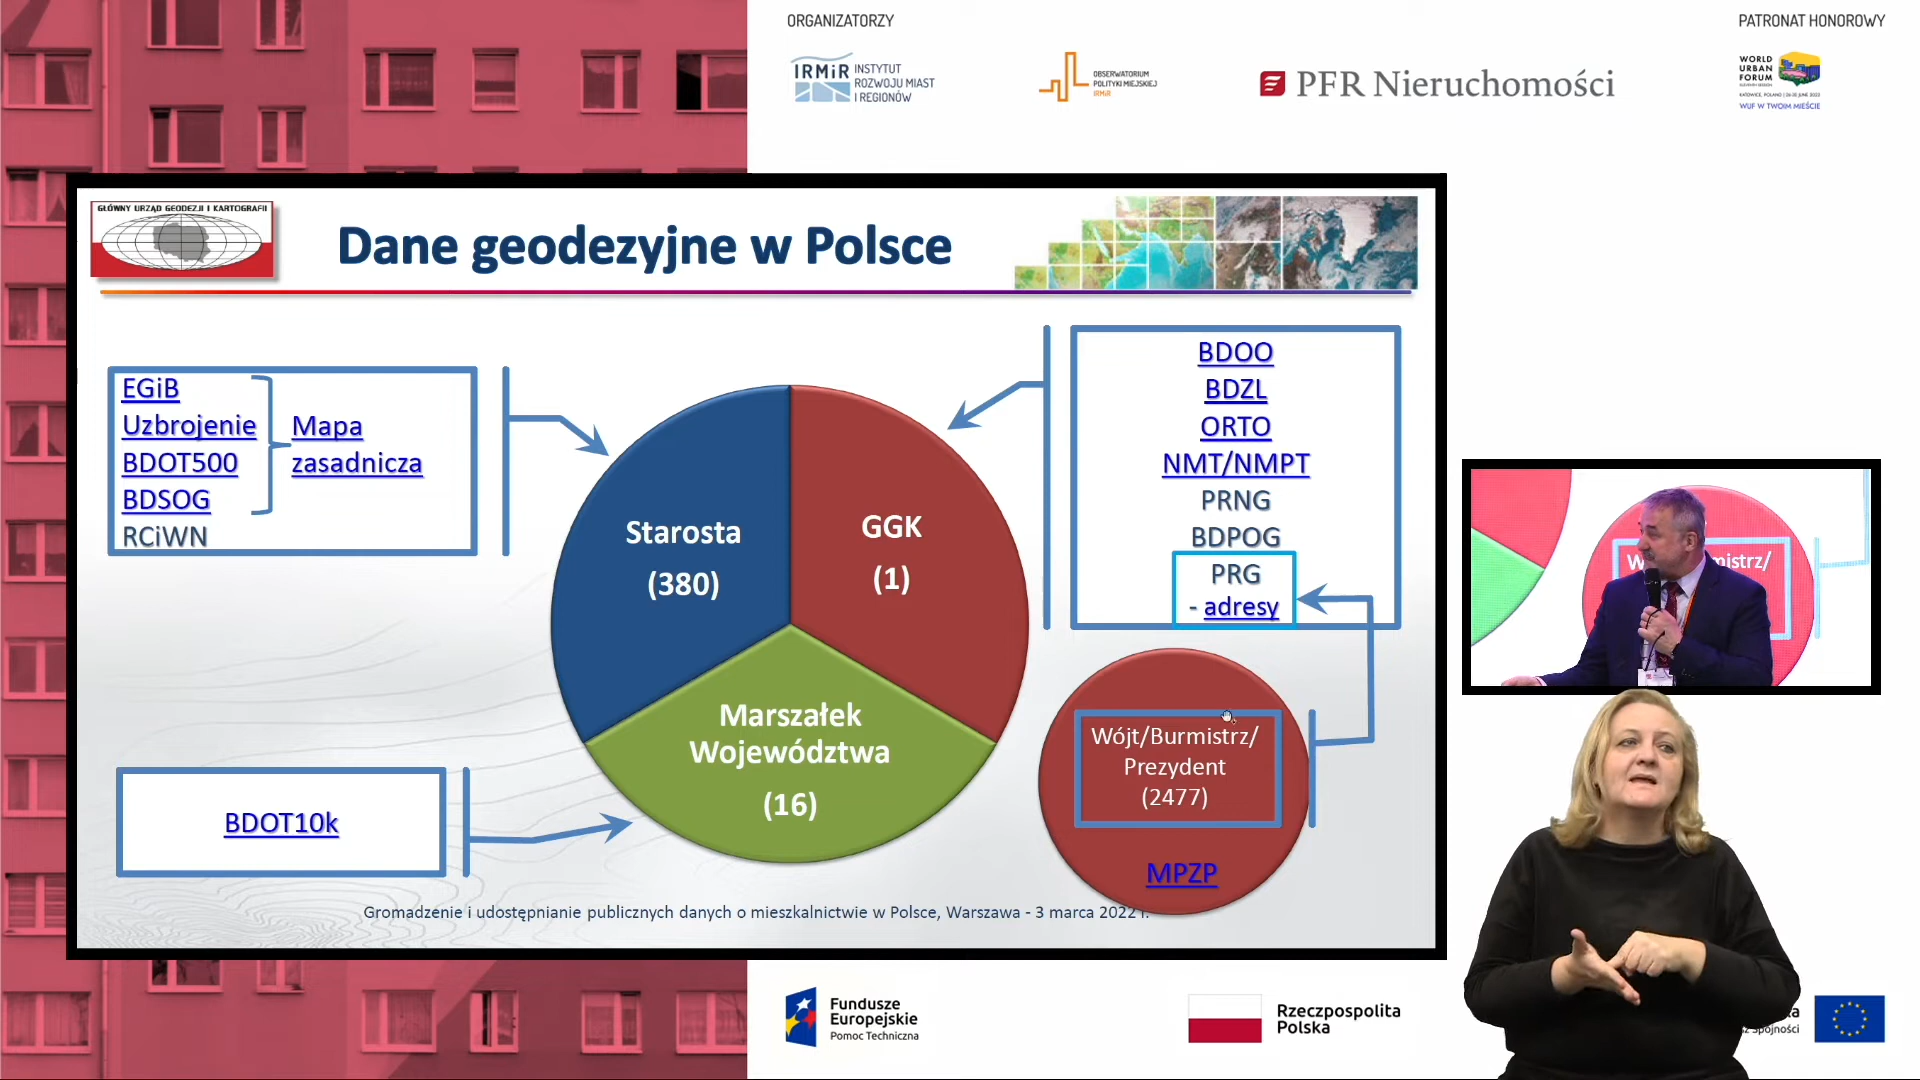 ORGANIZATORZY
PATRONAT HONOROWY
IRMiR INSTYTUT
ROZWOJU MIAST
I REGIONÓW
OBSERWATORIUM
POLITYKI MIEJSKIEJ
IRMiR
PFR Nieruchomości
WORLD
URBAN
FORUM
KATOWICE, POLAND | 26-30 JUNE 2022
WUF W TWOIM MIEŚCIE
GŁÓWNY URZĄD GEODEZJI I KARTOGRAFII
Dane geodezyjne w Polsce
EGiB
Uzbrojenie
BDOT500
BDSOG
RCiWN
Mapa
zasadnicza
Starosta
(380)
GGK
(1)
Marszałek
Województwa
(16)
BDOO
BDZL
ORTO
NMT/NMPT
PRNG
BDPOG
PRG
- adresy
Wójt/Burmistrz/
Prezydent
(2477)
MPZP
BDOT10k
Gromadzenie i udostępnianie publicznych danych o mieszkalnictwie w Polsce, Warszawa - 3 marca 2022 r.
Fundusze
Europejskie
Pomoc Techniczna
Rzeczpospolita
Polska
Spójności